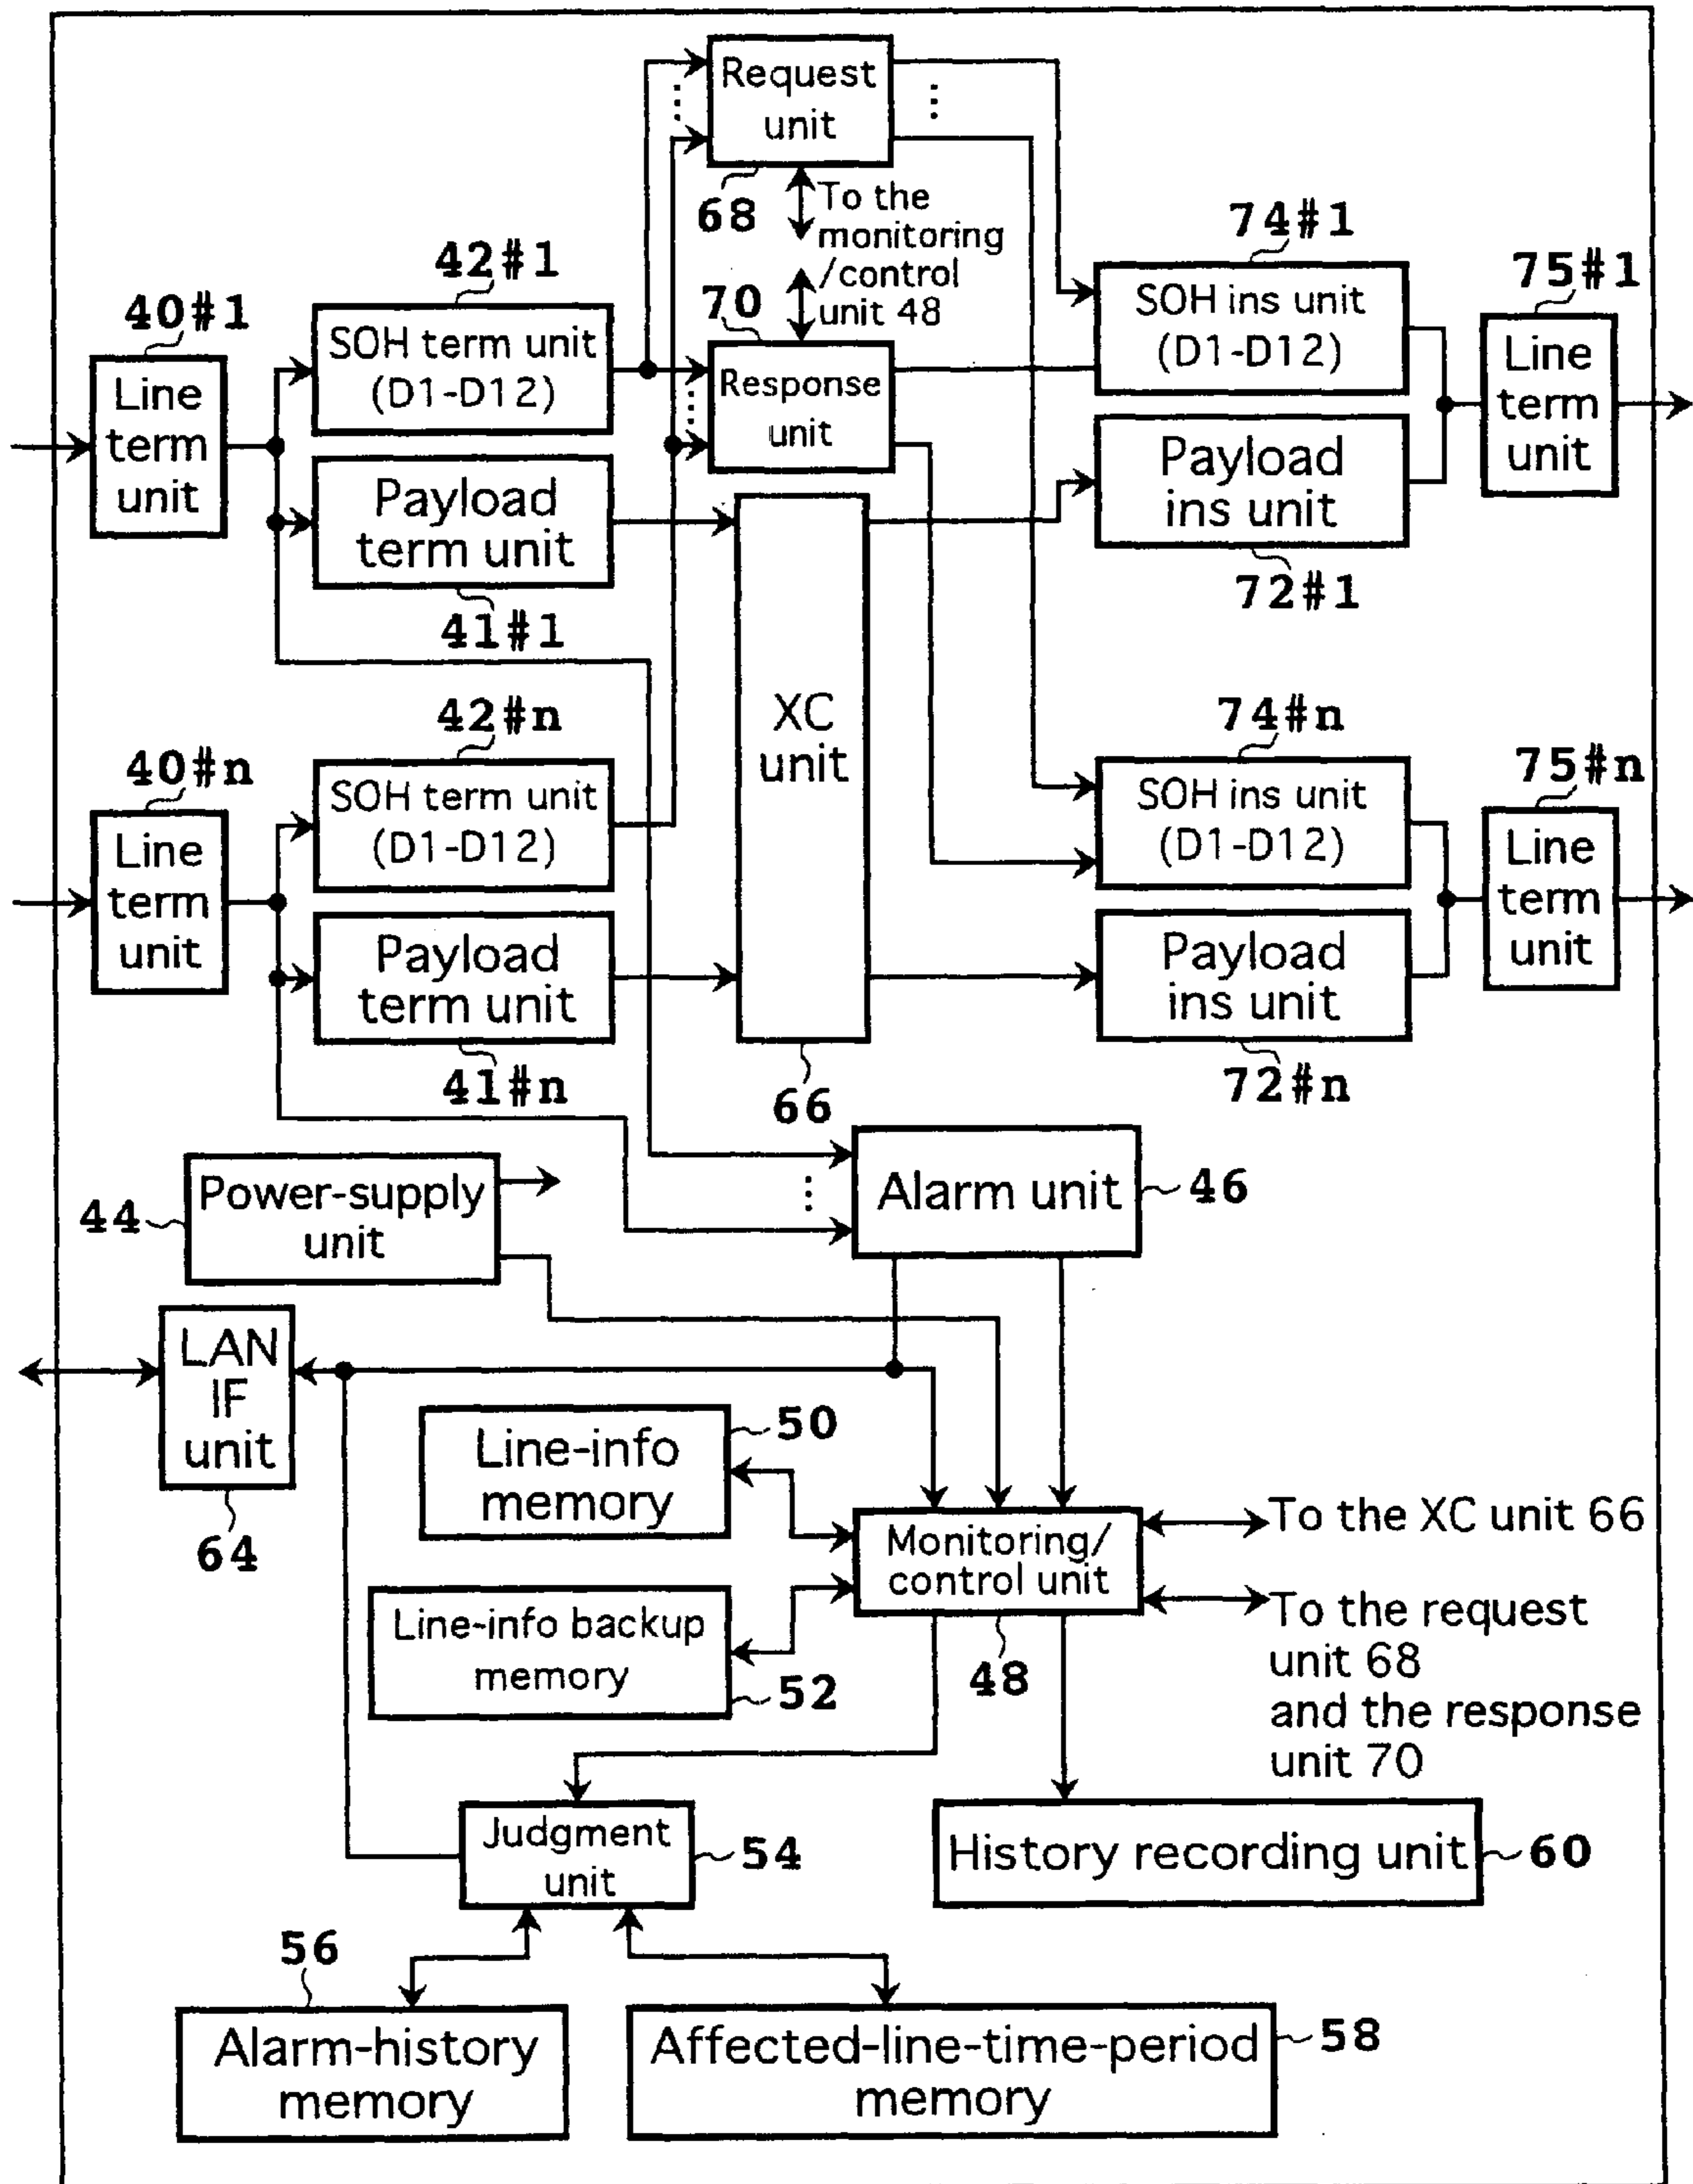 Request
unit
68
To the
monitoring
/control
unit 48
70
Response
unit
42#1
SOH term unit
(D1-D12)
40#1
Line
term
unit
Payload
term unit
41#1
74#1
SOH ins unit
(D1-D12)
75#1
Line
term
unit
Payload
ins unit
72#1
XC
unit
66
42#n
SOH term unit
(D1-D12)
40#n
Line
term
unit
Payload
term unit
41#n
74#n
SOH ins unit
(D1-D12)
75#n
Line
term
unit
Payload
ins unit
72#n
44
Power-supply
unit
Alarm unit
46
LAN
IF
unit
64
Line-info
memory
50
Line-info backup
memory
52
Monitoring/
control unit
48
To the XC unit 66
To the request
unit 68
and the response
unit 70
Judgment
unit
54
History recording unit
60
56
Alarm-history
memory
Affected-line-time-period
memory
58